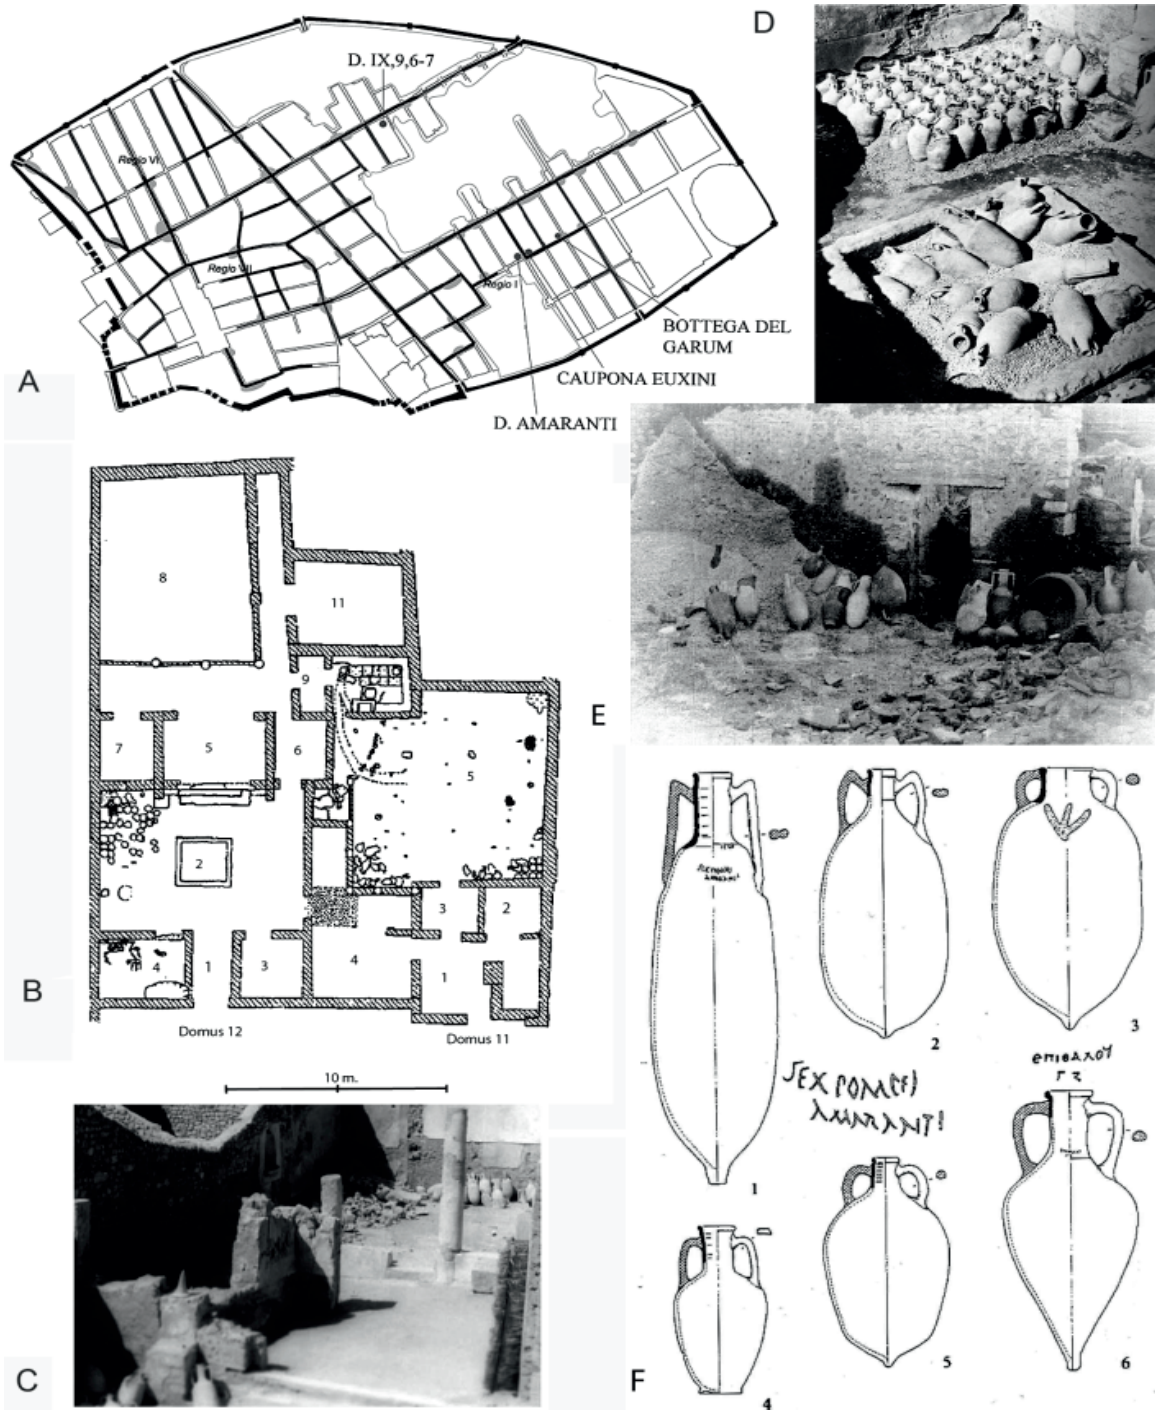 A
D. IX,9,6-7
Regio VI
Regio VII
Regio I
BOTTEGA DEL
GARUM
CAUPONA EUXINI
D. AMARANTI
D
B
8
11
9
7
5
6
5
2
C
3
2
4
1
3
4
1
Domus 12
Domus 11
10 m.
C
E
F
1
2
3
SEX POMPEI
AMARANTI
ΕΠΙΘΑΛΟΥ
4
5
6